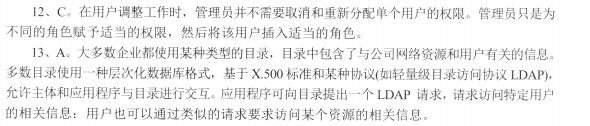 12、C。在用户调整工作时，管理员并不需要取消和重新分配单个用户的权限。管理员只是为
不同的角色赋予适当的权限，然后将该用户插入适当的角色。
13、A。大多数企业都使用某种类型的目录，目录中包含了与公司网络资源和用户有关的信息。
多数目录使用一种层次化数据库格式，基于 X.500 标准和某种协议(如轻量级目录访问协议 LDAP)，
允许主体和应用程序与目录进行交互。应用程序可向目录提出一个 LDAP 请求，请求访问特定用户
的相关信息；用户也可以通过类似的请求要求访问某个资源的相关信息。